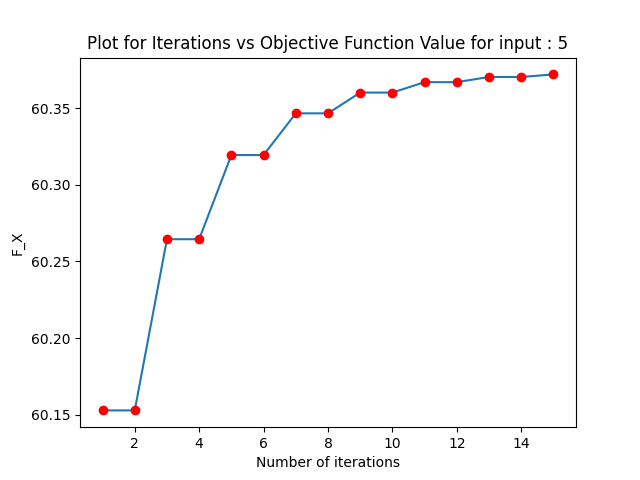 Plot for Iterations vs Objective Function Value for input : 5
F_X
60.35
60.30
60.25
60.20
60.15
2 4 6 8 10 12 14
Number of iterations